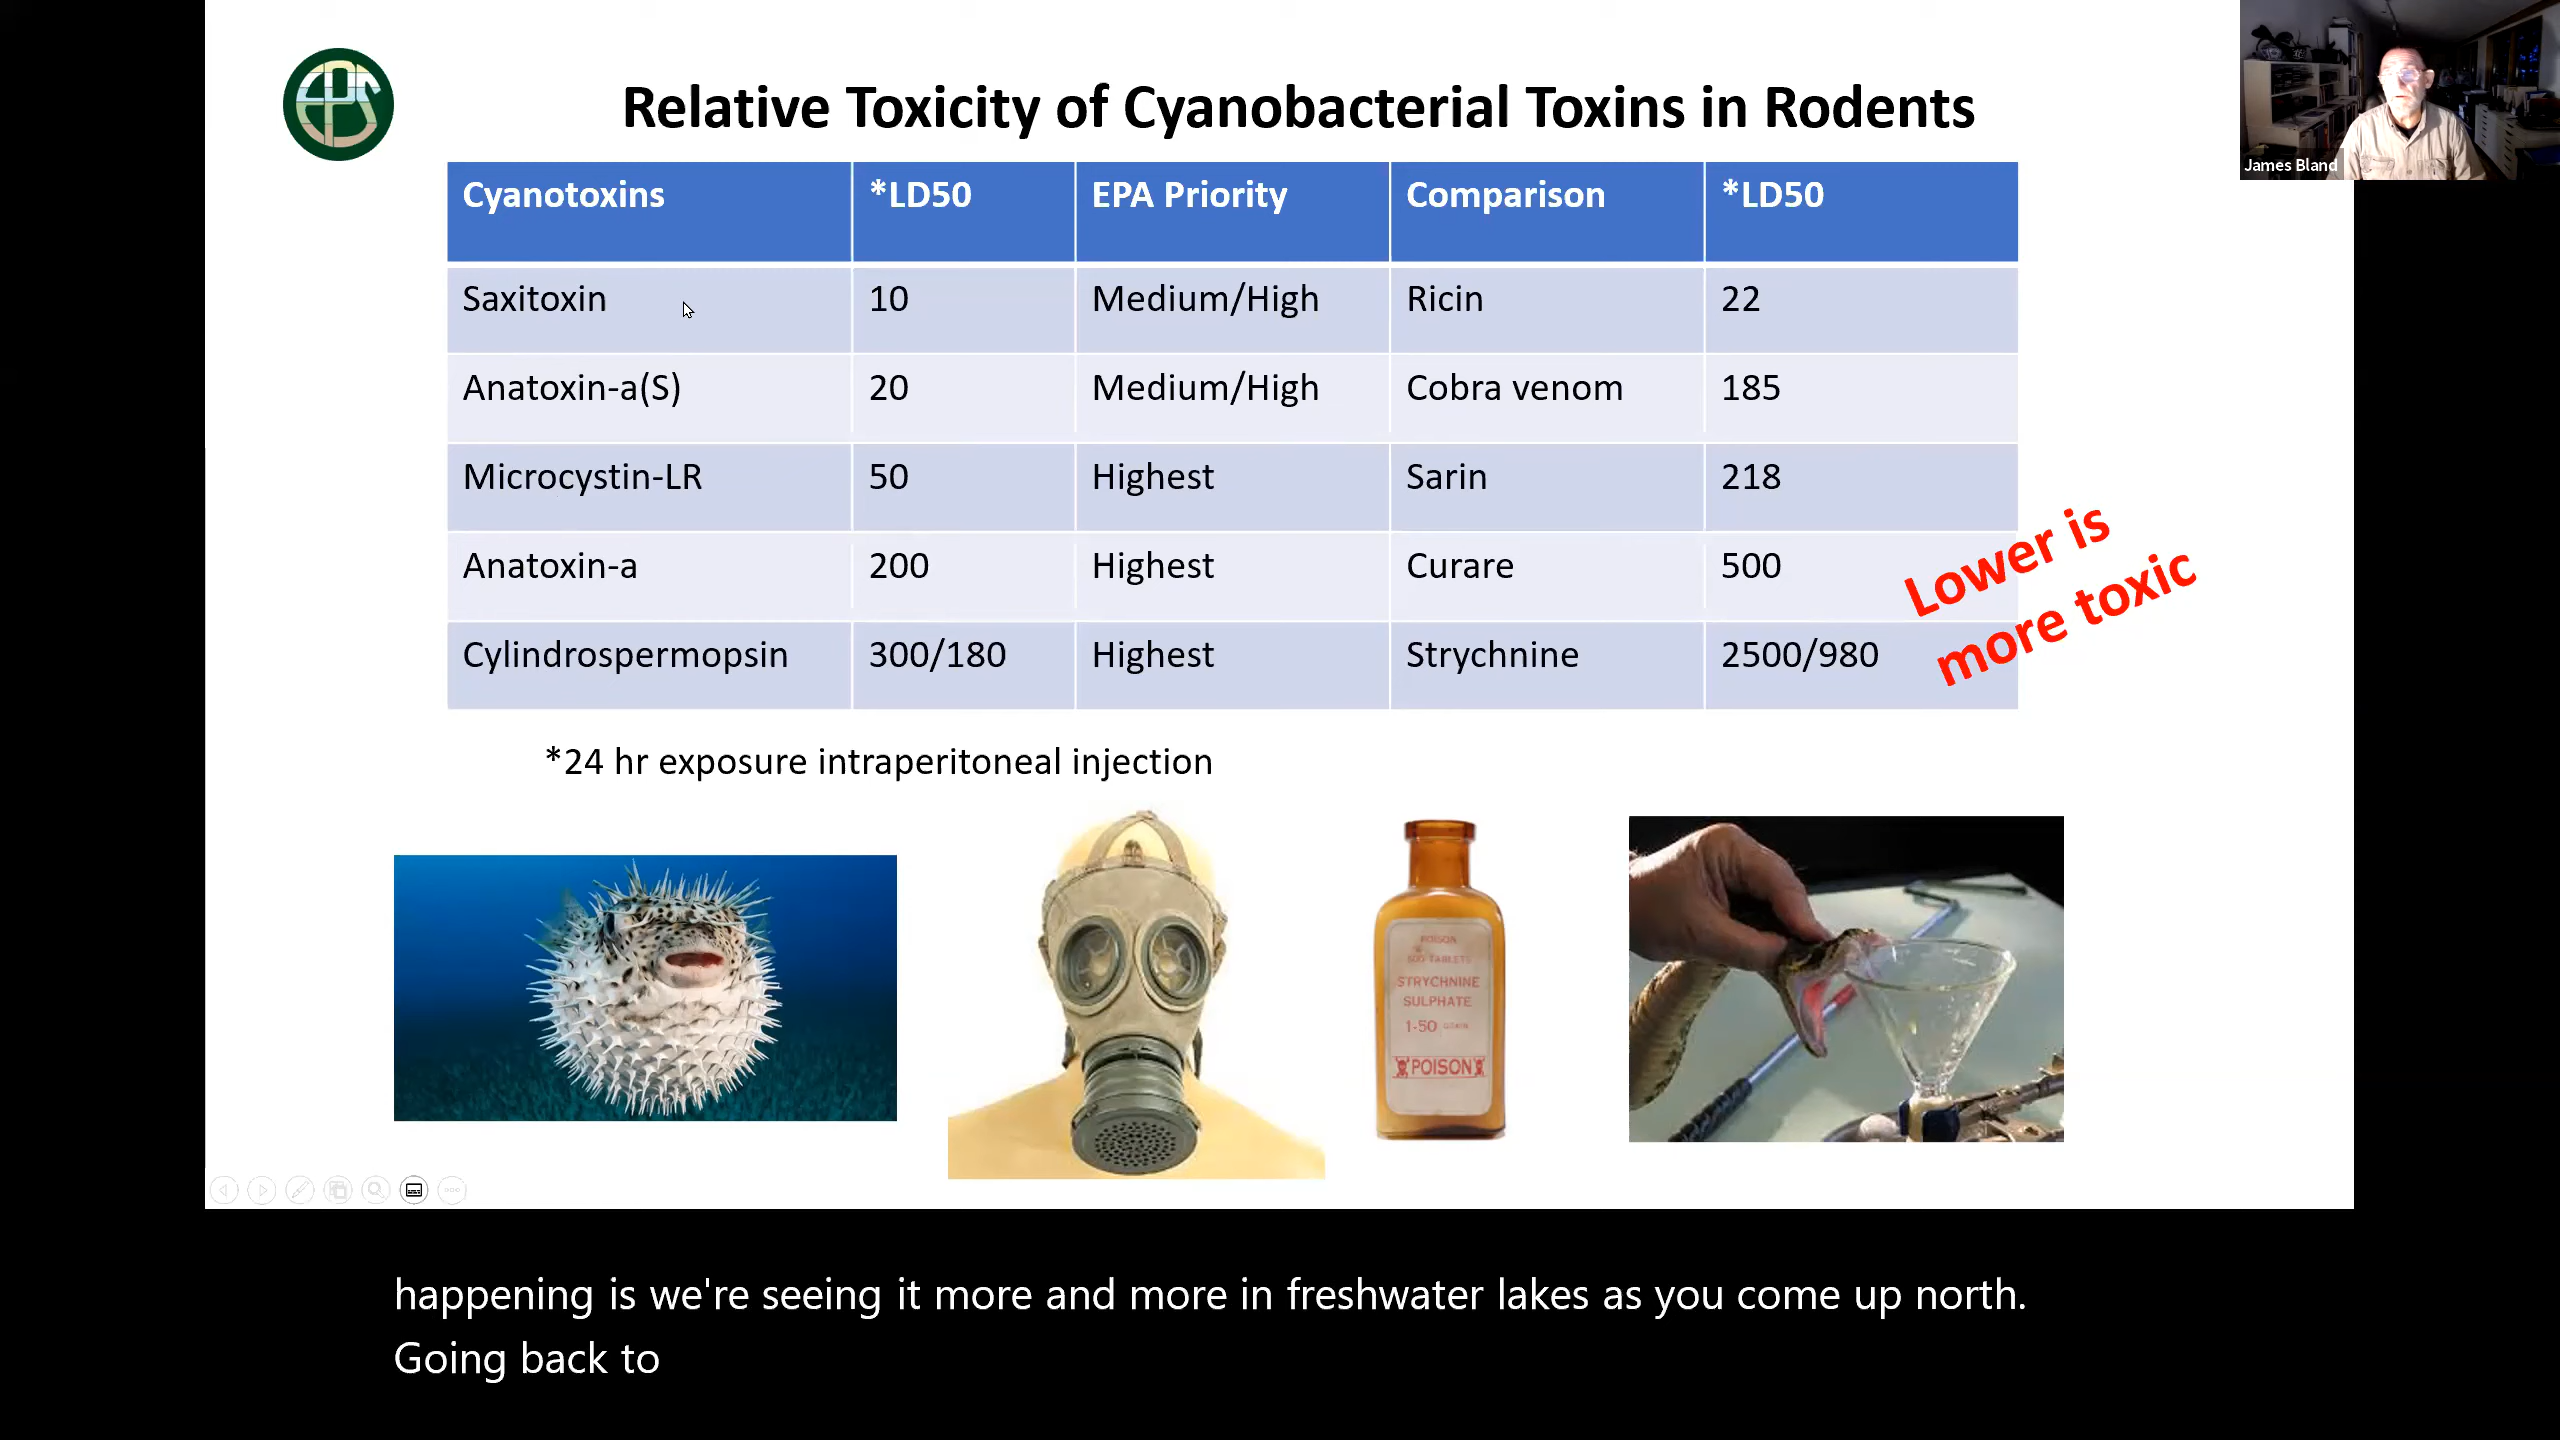 Relative Toxicity of Cyanobacterial Toxins in Rodents
James Bland
Cyanotoxins *LD50 EPA Priority Comparison *LD50
Saxitoxin 10 Medium/High Ricin 22
Anatoxin-a(S) 20 Medium/High Cobra venom 185
Microcystin-LR 50 Highest Sarin 218
Anatoxin-a 200 Highest Curare 500
Cylindrospermopsin 300/180 Highest Strychnine 2500/980
Lower is
more toxic
*24 hr exposure intraperitoneal injection
POISON
500 TABLETS
STRYCHNINE
SULPHATE
1-50 GRAIN
POISON
happening is we're seeing it more and more in freshwater lakes as you come up north.
Going back to